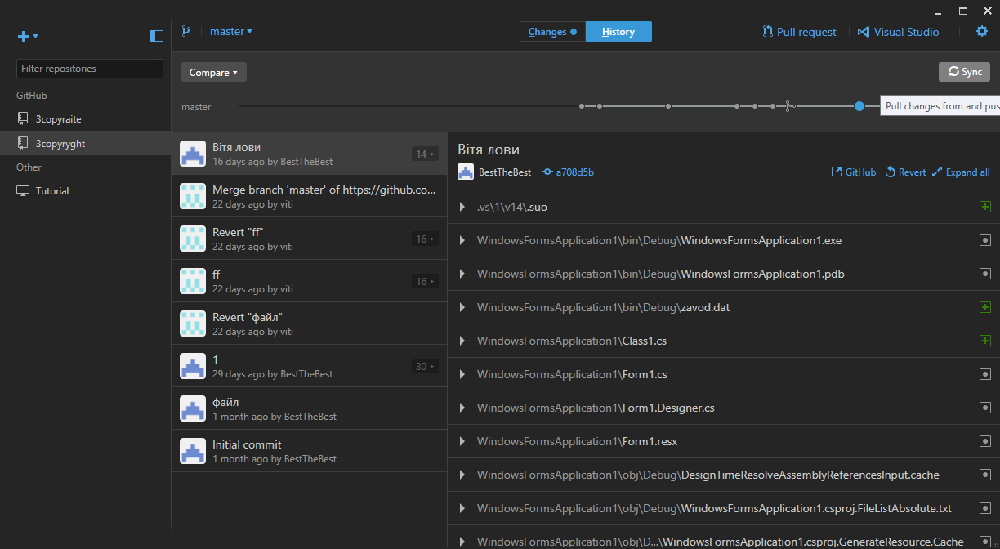 master ▾
Changes
History
Pull request
Visual Studio
Filter repositories
Compare ▾
Sync
GitHub
master
Pull changes from and pus
3copyraite
3copyryght
Other
Tutorial
Вітя лови
16 days ago by BestTheBest
14
Merge branch 'master' of https://github.co...
22 days ago by viti
Revert "ff"
22 days ago by viti
16
ff
22 days ago by viti
16
Revert "файл"
22 days ago by viti
1
29 days ago by BestTheBest
30
файл
1 month ago by BestTheBest
Initial commit
1 month ago by BestTheBest
Вітя лови
BestTheBest
a708d5b
GitHub
Revert
Expand all
.vs\1\v14\.suo
WindowsFormsApplication1\bin\Debug\WindowsFormsApplication1.exe
WindowsFormsApplication1\bin\Debug\WindowsFormsApplication1.pdb
WindowsFormsApplication1\bin\Debug\zavod.dat
WindowsFormsApplication1\Class1.cs
WindowsFormsApplication1\Form1.cs
WindowsFormsApplication1\Form1.Designer.cs
WindowsFormsApplication1\Form1.resx
WindowsFormsApplication1\obj\Debug\DesignTimeResolveAssemblyReferencesInput.cache
WindowsFormsApplication1\obj\Debug\WindowsFormsApplication1.csproj.FileListAbsolute.txt
WindowsFormsApplication1\obj\D...\WindowsFormsApplication1.csproj.GenerateResource.Cache